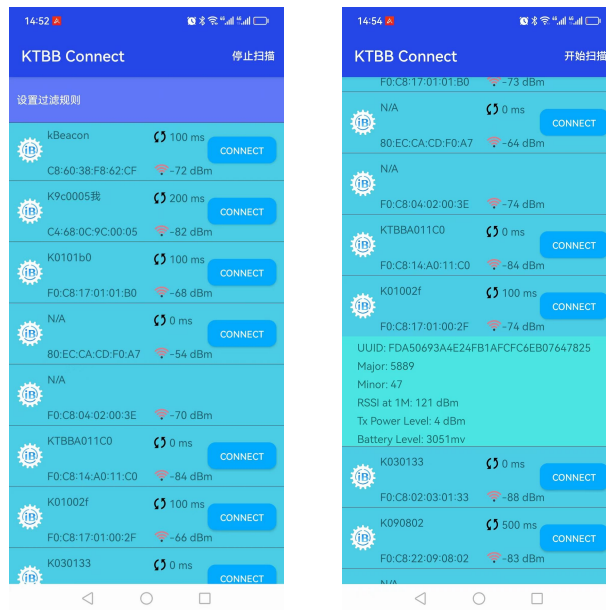 14:52
KTBB Connect
停止扫描
设置过滤规则
kBeacon
100 ms
CONNECT
C8:60:38:F8:62:CF
-72 dBm
K9c0005我
200 ms
CONNECT
C4:68:0C:9C:00:05
-82 dBm
K0101b0
100 ms
CONNECT
F0:C8:17:01:01:B0
-68 dBm
N/A
0 ms
CONNECT
80:EC:CA:CD:F0:A7
-54 dBm
N/A
F0:C8:04:02:00:3E
-70 dBm
KTBBA011C0
0 ms
CONNECT
F0:C8:14:A0:11:C0
-84 dBm
K01002f
100 ms
CONNECT
F0:C8:17:01:00:2F
-66 dBm
K030133
0 ms
CONNECT
14:54
KTBB Connect
开始扫描
F0:C8:17:01:01:B0
-73 dBm
N/A
0 ms
CONNECT
80:EC:CA:CD:F0:A7
-64 dBm
N/A
F0:C8:04:02:00:3E
-74 dBm
KTBBA011C0
0 ms
CONNECT
F0:C8:14:A0:11:C0
-84 dBm
K01002f
100 ms
CONNECT
F0:C8:17:01:00:2F
-74 dBm
UUID: FDA50693A4E24FB1AFCFC6EB07647825
Major: 5889
Minor: 47
RSSI at 1M: 121 dBm
Tx Power Level: 4 dBm
Battery Level: 3051mv
K030133
0 ms
CONNECT
F0:C8:02:03:01:33
-88 dBm
K090802
500 ms
CONNECT
F0:C8:22:09:08:02
-83 dBm
N/A